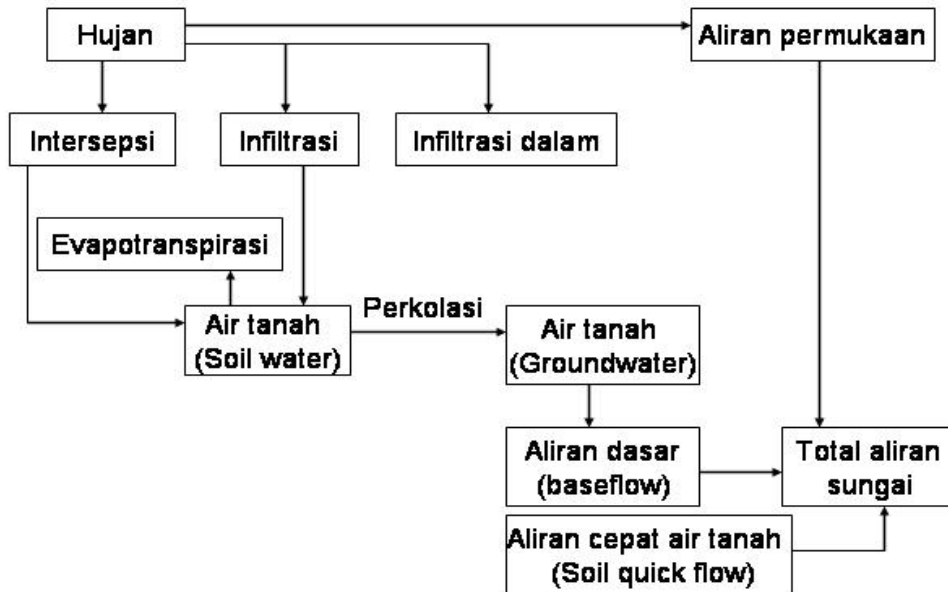 Hujan
Aliran permukaan
Intersepsi
Infiltrasi
Infiltrasi dalam
Evapotranspirasi
Air tanah
(Soil water)
Perkolasi
Air tanah
(Groundwater)
Aliran dasar
(baseflow)
Total aliran
sungai
Aliran cepat air tanah
(Soil quick flow)